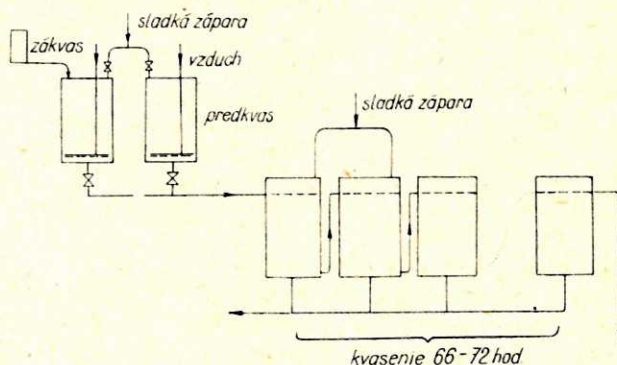 sladká zápara
zákvas
vzduch
sladká zápara
predkvas
kvasenie 66-72 hod.